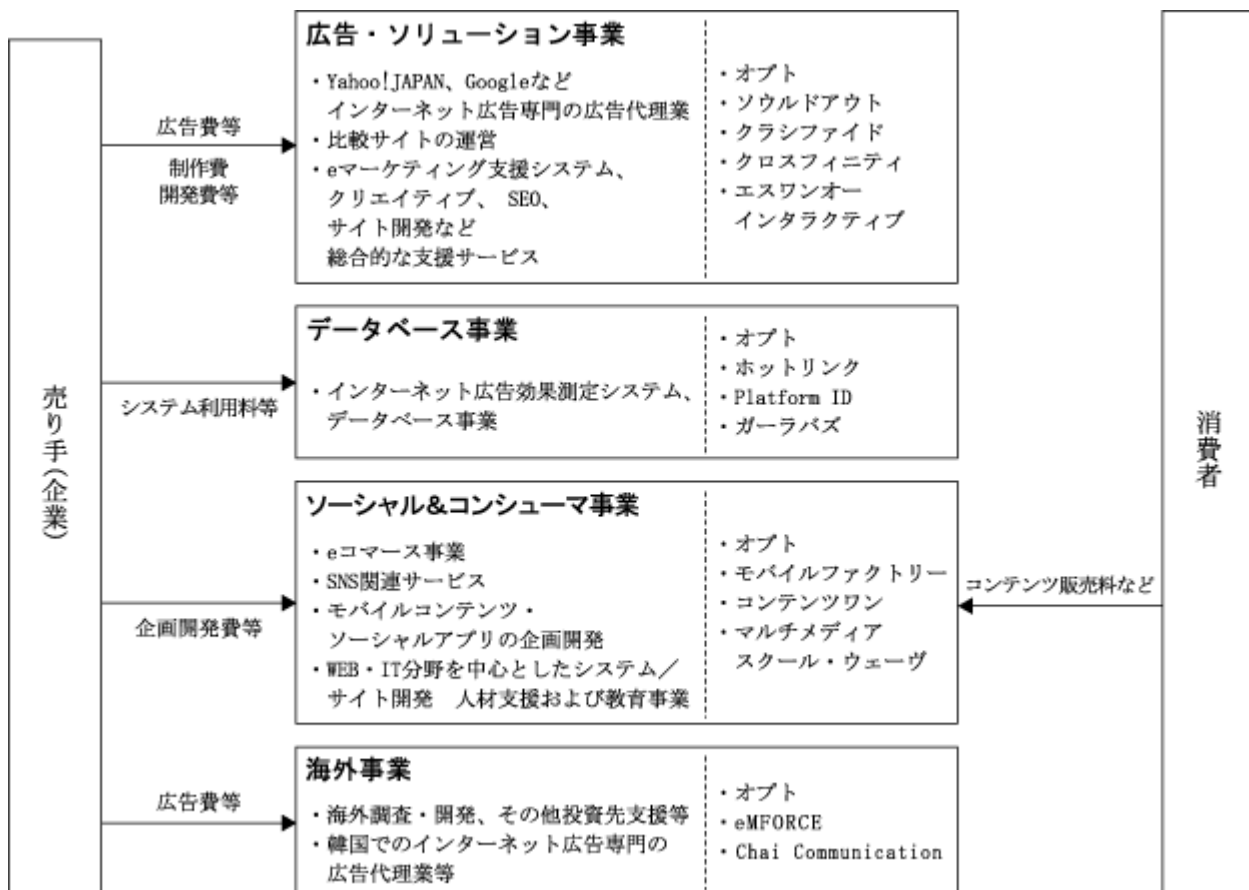 売り手(企業)
広告費等
制作費
開発費等
広告・ソリューション事業
・Yahoo!JAPAN、Googleなど
インターネット広告専門の広告代理業
・比較サイトの運営
・eマーケティング支援システム、
クリエイティブ、 SEO、
サイト開発など
総合的な支援サービス
・オプト
・ソウルドアウト
・クラシファイド
・クロスフィニティ
・エスワンオー
インタラクティブ
システム利用料等
データベース事業
・インターネット広告効果測定システム、
データベース事業
・オプト
・ホットリンク
・Platform ID
・ガーラバズ
企画開発費等
ソーシャル&コンシューマ事業
・eコマース事業
・SNS関連サービス
・モバイルコンテンツ・
ソーシャルアプリの企画開発
・WEB・IT分野を中心としたシステム／
サイト開発　人材支援および教育事業
・オプト
・モバイルファクトリー
・コンテンツワン
・マルチメディア
スクール・ウェーヴ
コンテンツ販売料など
消費者
広告費等
海外事業
・海外調査・開発、その他投資先支援等
・韓国でのインターネット広告専門の
広告代理業等
・オプト
・eMFORCE
・Chai Communication